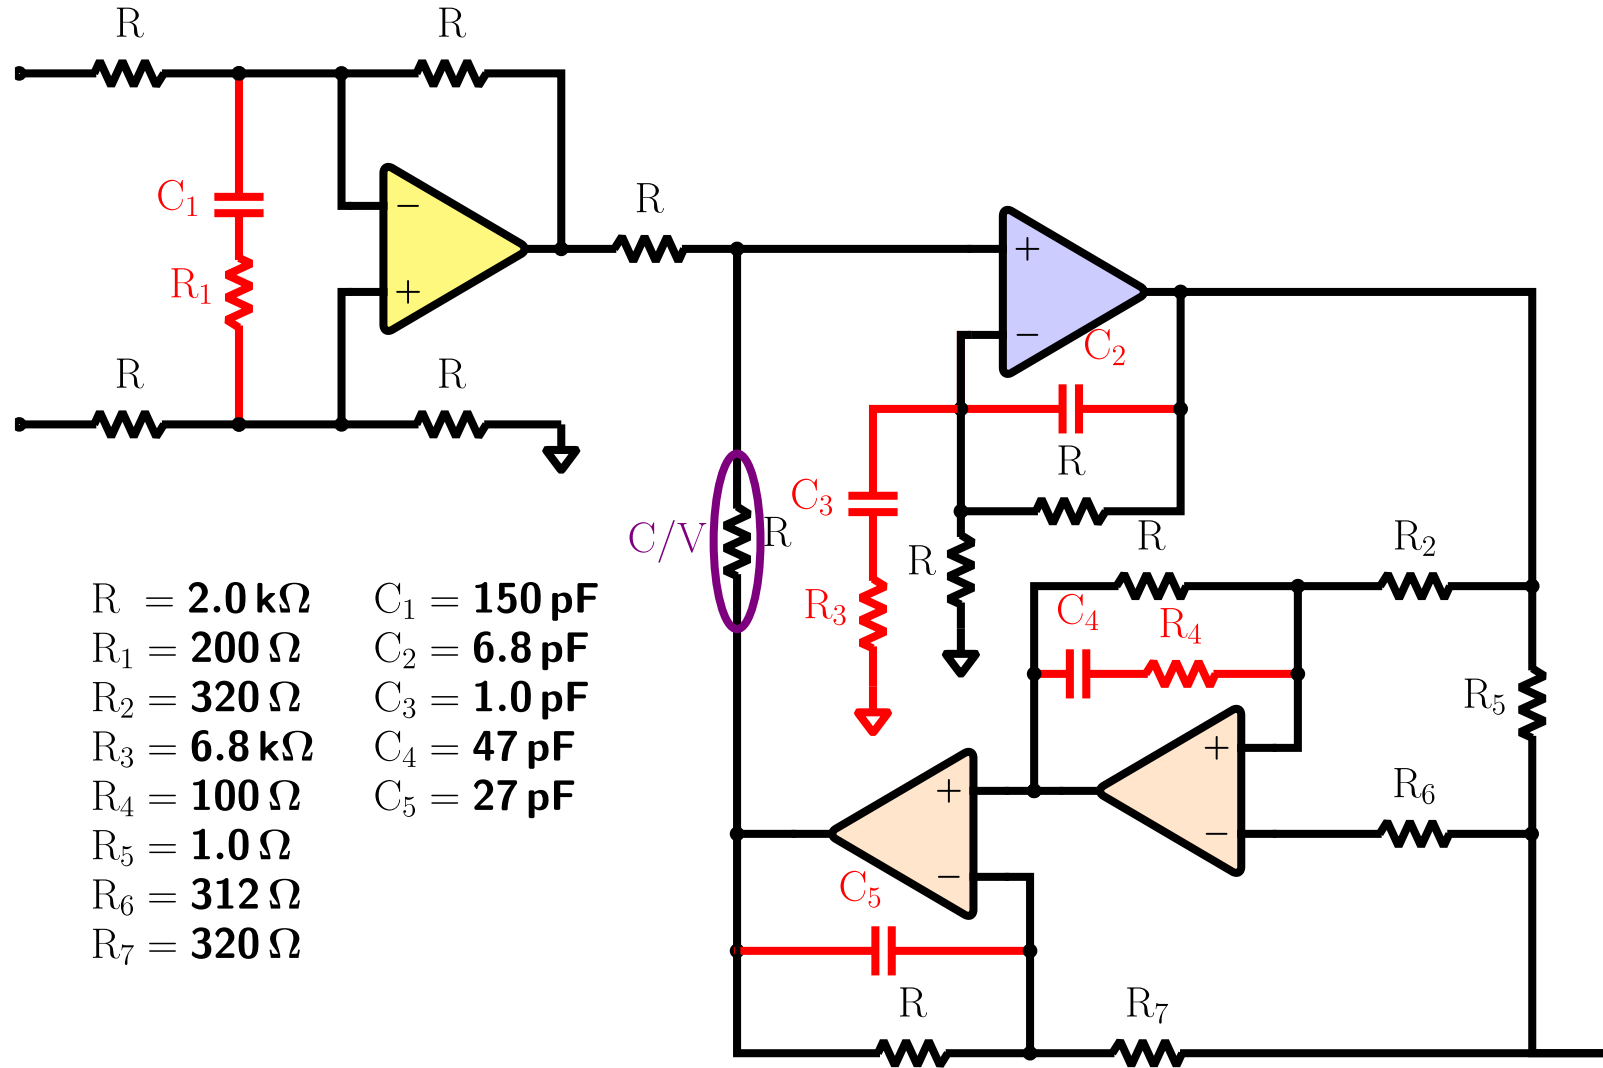 R
R
C₁
R₁
−
+
R
R
R
+
−
C₂
R
C₃
R₃
R
C/V
R
R
R₂
C₄
R₄
R₅
+
−
R₆
+
−
C₅
R
R₇
R = 2.0 kΩ
R₁ = 200 Ω
R₂ = 320 Ω
R₃ = 6.8 kΩ
R₄ = 100 Ω
R₅ = 1.0 Ω
R₆ = 312 Ω
R₇ = 320 Ω
C₁ = 150 pF
C₂ = 6.8 pF
C₃ = 1.0 pF
C₄ = 47 pF
C₅ = 27 pF